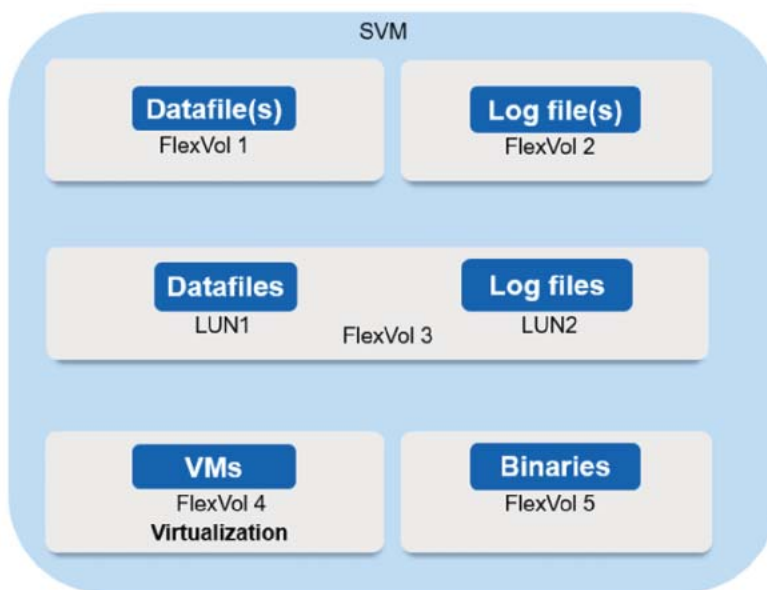 SVM
Datafile(s)
FlexVol 1
Log file(s)
FlexVol 2
Datafiles
LUN1
FlexVol 3
Log files
LUN2
VMs
FlexVol 4
Virtualization
Binaries
FlexVol 5